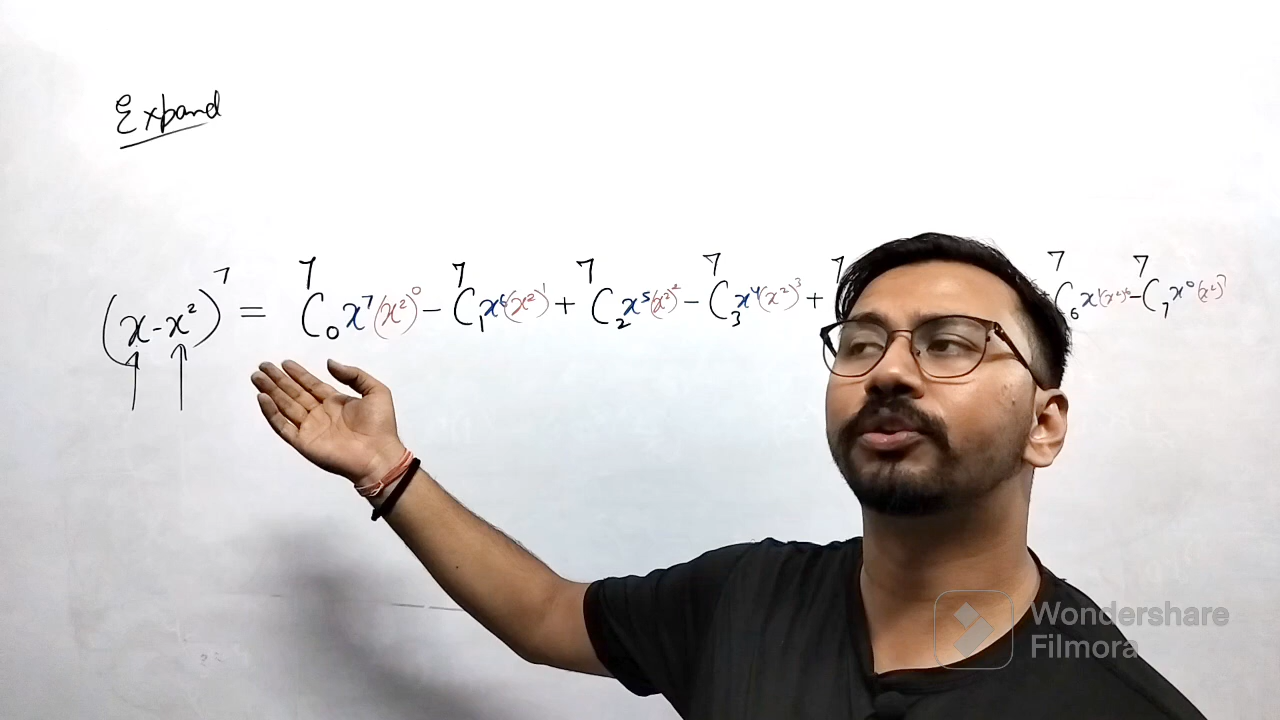 Expand
(x-x²)⁷ = ⁷C₀x⁷(x²)⁰ - ⁷C₁x⁶(x²)¹ + ⁷C₂x⁵(x²)² - ⁷C₃x⁴(x²)³ + ⁷ ⁷C₆x¹(x²)⁶ - ⁷C₇x⁰(x²)⁷
Wondershare
Filmora